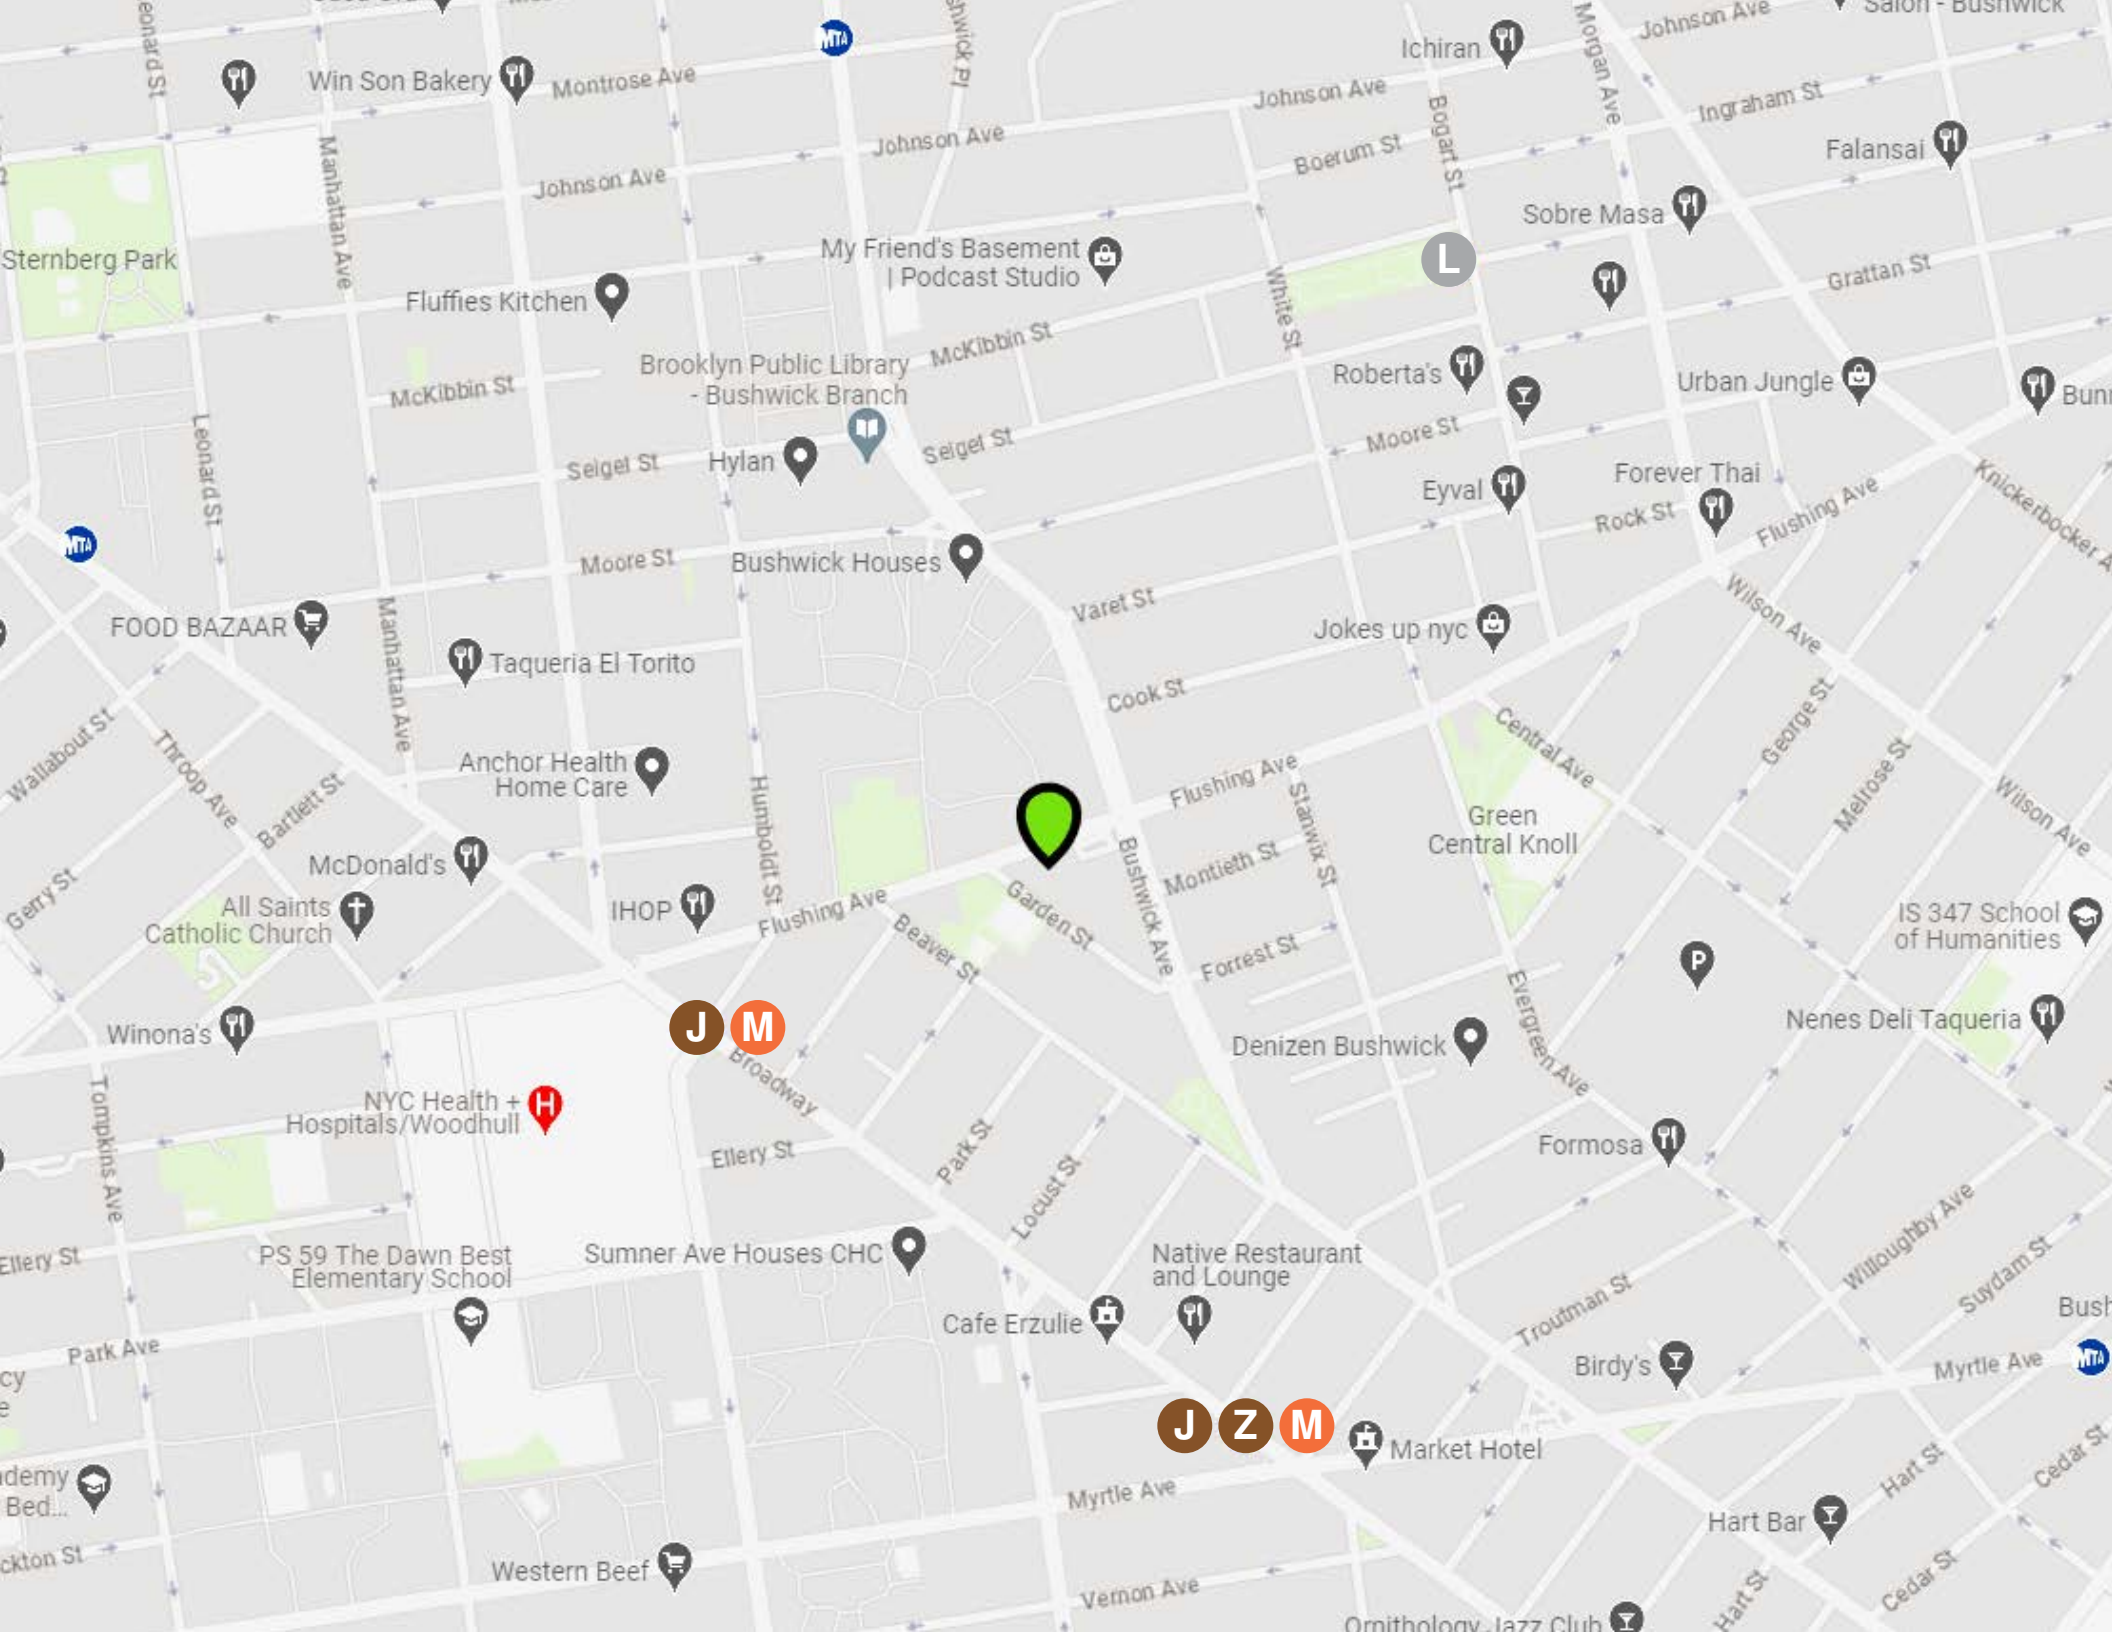 Salon - Bushwick
Johnson Ave
Leonard St
MTA
Bushwick Pl
Morgan Ave
Ichiran
Win Son Bakery
Montrose Ave
Johnson Ave
Bogart St
Ingraham St
Johnson Ave
Boerum St
Falansai
Manhattan Ave
Johnson Ave
Sobre Masa
Sternberg Park
My Friend's Basement
| Podcast Studio
L
Grattan St
Fluffies Kitchen
White St
McKibbin St
Brooklyn Public Library
- Bushwick Branch
Roberta's
Urban Jungle
McKibbin St
Leonard St
Seigel St
Moore St
Seigel St
Hylan
Forever Thai
Knickerbocker A
Eyval
Flushing Ave
Rock St
MTA
Moore St
Bushwick Houses
Varet St
Wilson Ave
FOOD BAZAAR
Manhattan Ave
Jokes up nyc
Taqueria El Torito
Cook St
George St
Central Ave
Wallabout St
Throop Ave
Anchor Health
Home Care
Flushing Ave
Melrose St
Bartlett St
Humboldt St
Stanwix St
Green
Central Knoll
Wilson Ave
McDonald's
Bushwick Ave
Montieth St
Gerry St
All Saints
Catholic Church
IHOP
Flushing Ave
Garden St
Beaver St
Forrest St
IS 347 School
of Humanities
P
Winona's
J M
Broadway
Denizen Bushwick
Evergreen Ave
Nenes Deli Taqueria
NYC Health +
Hospitals/Woodhull
H
Tompkins Ave
Ellery St
Park St
Locust St
Formosa
Ellery St
PS 59 The Dawn Best
Elementary School
Sumner Ave Houses CHC
Native Restaurant
and Lounge
Willoughby Ave
Suydam St
Troutman St
Cafe Erzulie
Park Ave
Birdy's
Myrtle Ave
MTA
J Z M
Market Hotel
Myrtle Ave
Hart St
Cedar St
Hart Bar
Western Beef
Vernon Ave
Hart St
Cedar St
Ornithology Jazz Club